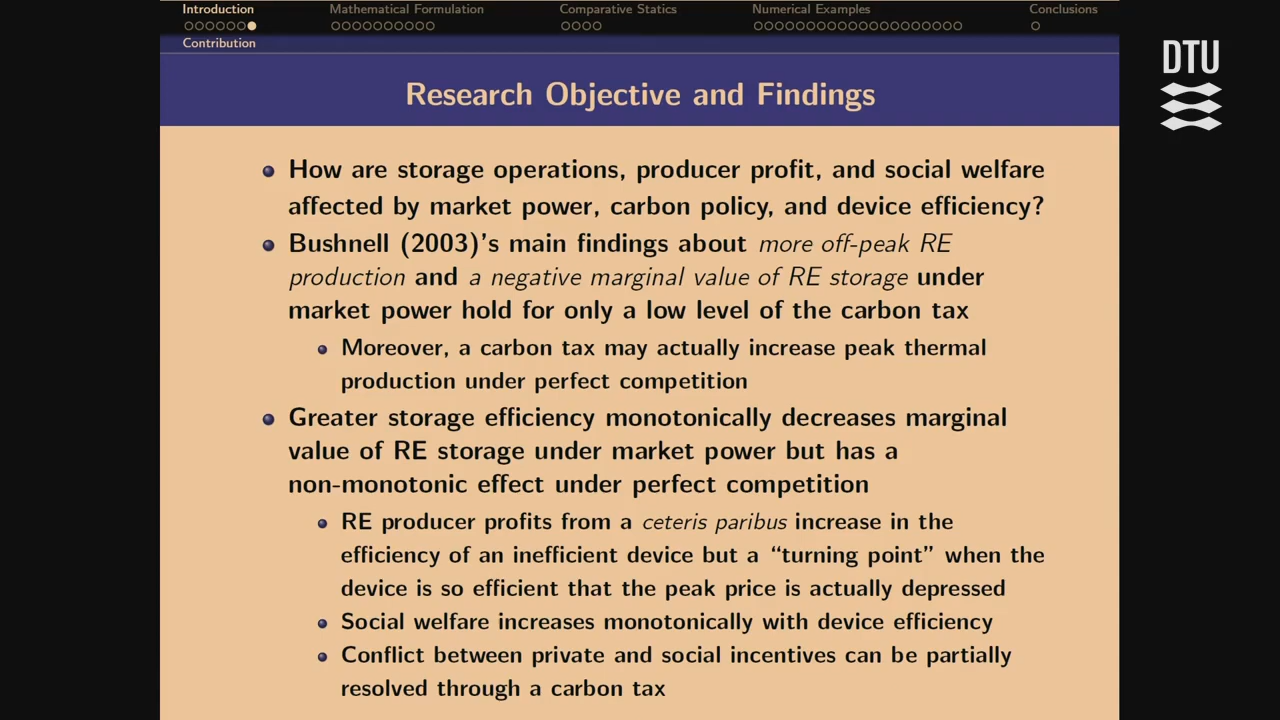 Introduction Mathematical Formulation Comparative Statics Numerical Examples Conclusions
Contribution
DTU
Research Objective and Findings
How are storage operations, producer profit, and social welfare
affected by market power, carbon policy, and device efficiency?
Bushnell (2003)'s main findings about more off-peak RE
production and a negative marginal value of RE storage under
market power hold for only a low level of the carbon tax
Moreover, a carbon tax may actually increase peak thermal
production under perfect competition
Greater storage efficiency monotonically decreases marginal
value of RE storage under market power but has a
non-monotonic effect under perfect competition
RE producer profits from a ceteris paribus increase in the
efficiency of an inefficient device but a “turning point” when the
device is so efficient that the peak price is actually depressed
Social welfare increases monotonically with device efficiency
Conflict between private and social incentives can be partially
resolved through a carbon tax